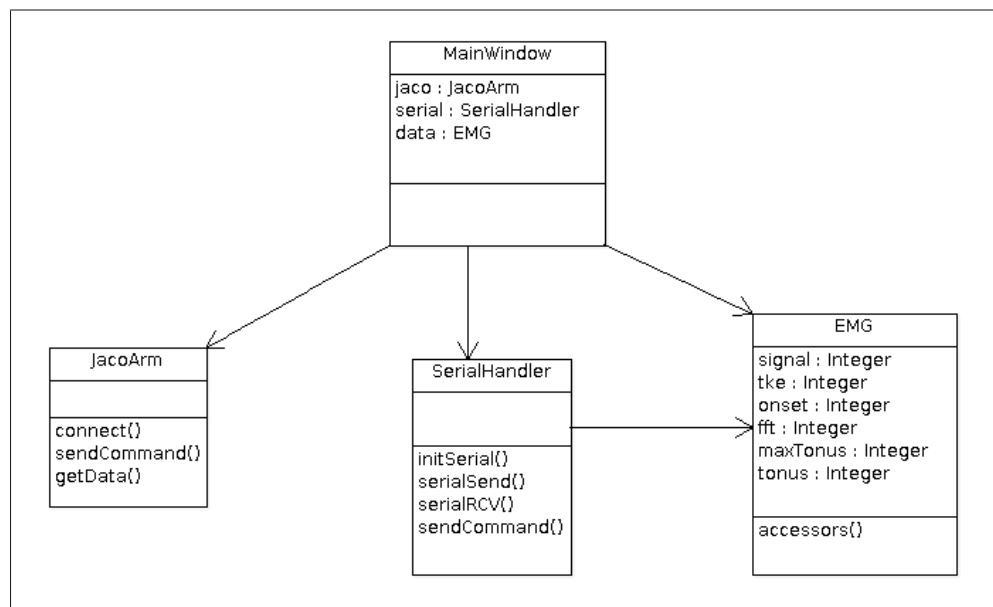 MainWindow
jaco : JacoArm
serial : SerialHandler
data : EMG
JacoArm
connect()
sendCommand()
getData()
SerialHandler
initSerial()
serialSend()
serialRCV()
sendCommand()
EMG
signal : Integer
tke : Integer
onset : Integer
fft : Integer
maxTonus : Integer
tonus : Integer
accessors()